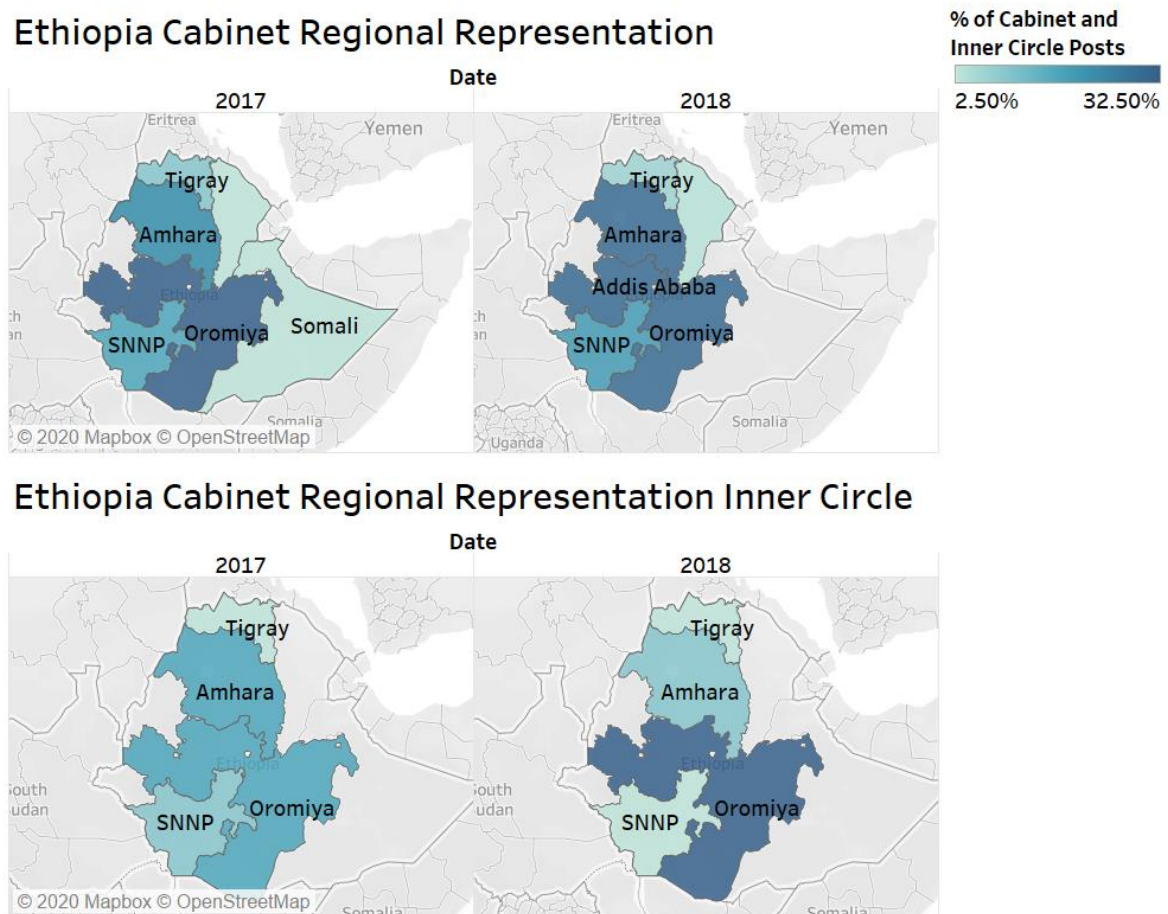 Ethiopia Cabinet Regional Representation
% of Cabinet and
Inner Circle Posts
2.50% 32.50%
Date
2017 2018
Eritrea
Yemen
Tigray
Amhara
Ethiopia
Oromiya
SNNP
Somali
Somalia
© 2020 Mapbox © OpenStreetMap
Eritrea
Yemen
Tigray
Amhara
Addis Ababa
SNNP
Oromiya
Somalia
Uganda
Ethiopia Cabinet Regional Representation Inner Circle
Date
2017 2018
Tigray
Amhara
Ethiopia
Oromiya
SNNP
South
© 2020 Mapbox © OpenStreetMap
Somalia
Tigray
Amhara
Ethiopia
Oromiya
SNNP
Somalia